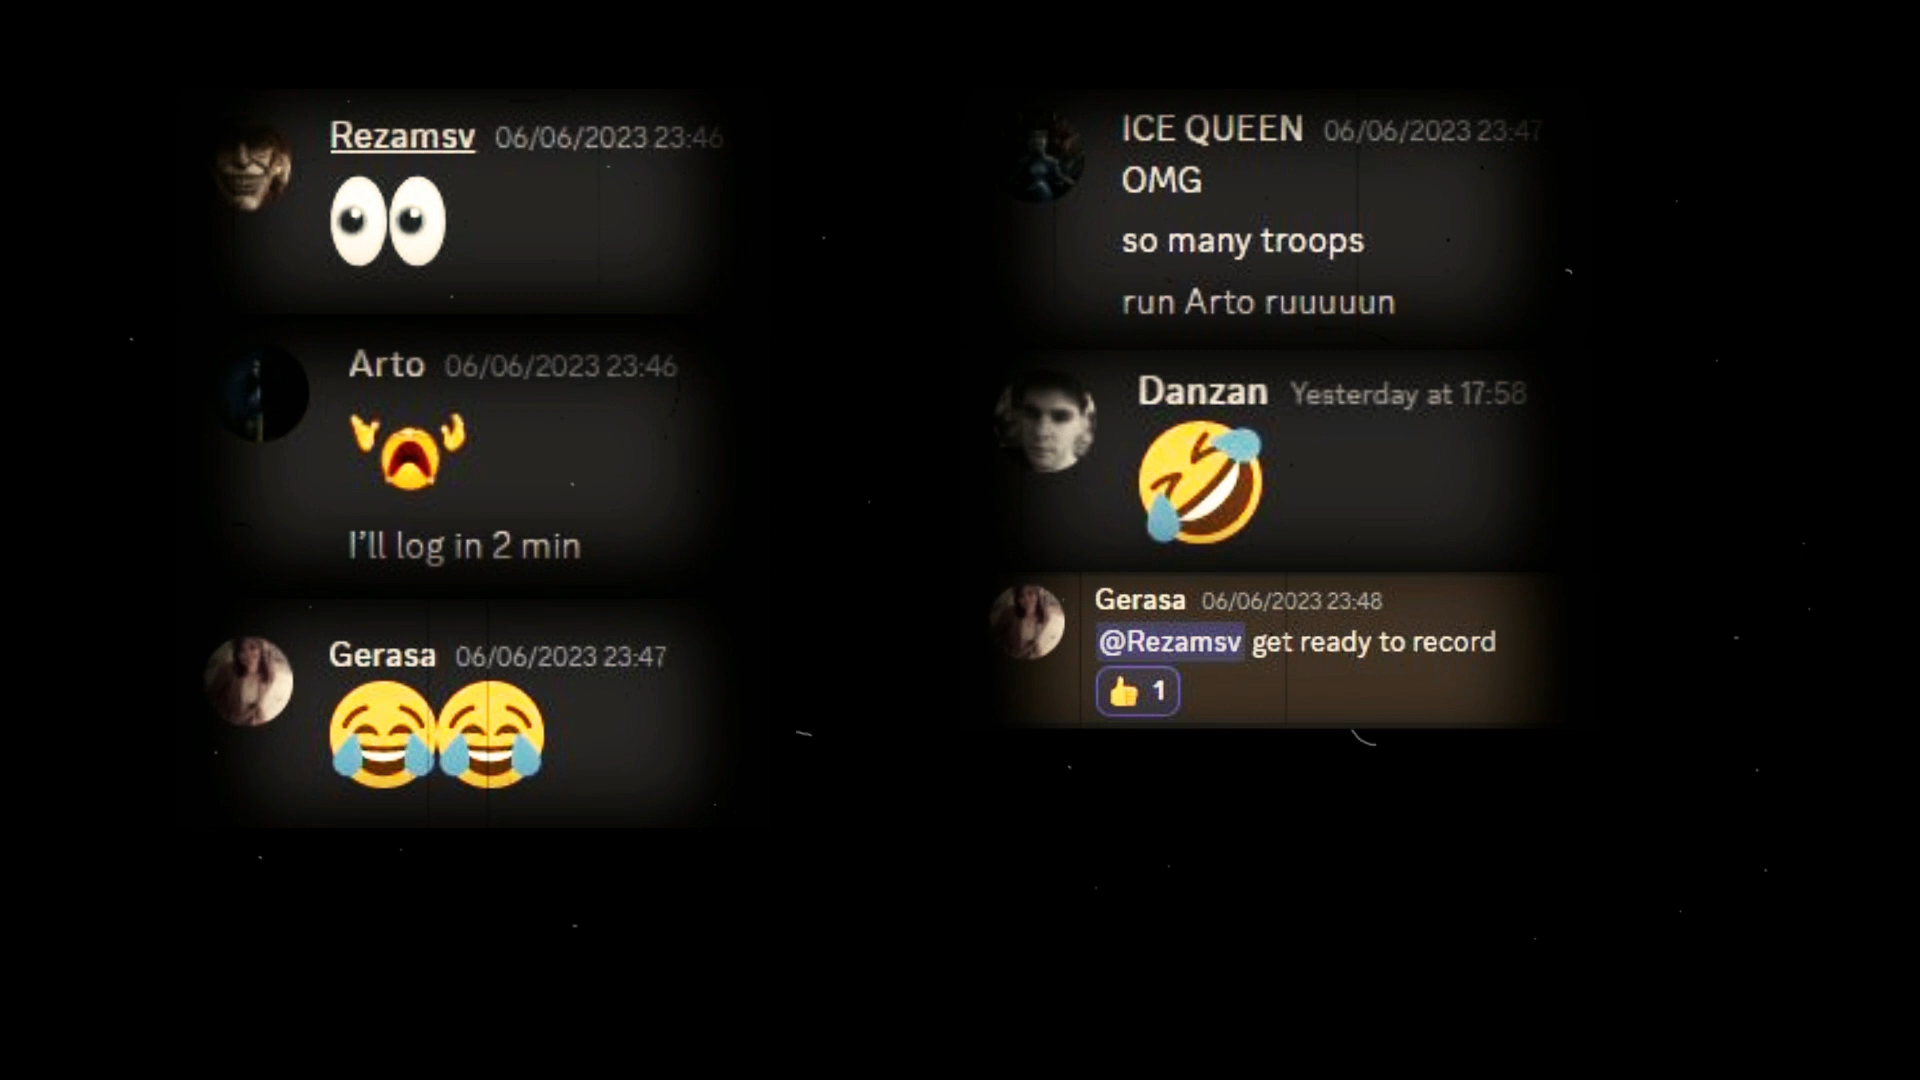 Rezamsv 06/06/2023 23:46
👀
Arto 06/06/2023 23:46
I'll log in 2 min
Gerasa 06/06/2023 23:47
😂😂
ICE QUEEN 06/06/2023 23:47
OMG
so many troops
run Arto ruuuuun
Danzan Yesterday at 17:58
🤣
Gerasa 06/06/2023 23:48
@Rezamsv get ready to record
👍 1